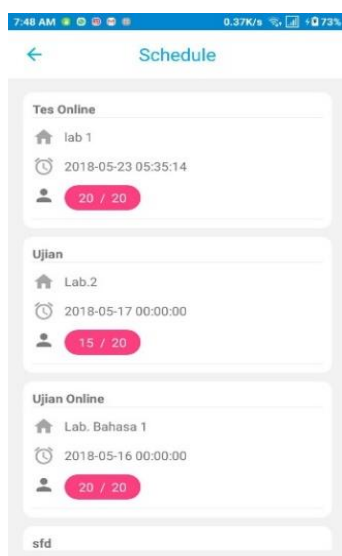 7:48 AM 0.37K/s 73%
Schedule
Tes Online
lab 1
2018-05-23 05:35:14
20 / 20
Ujian
Lab.2
2018-05-17 00:00:00
15 / 20
Ujian Online
Lab. Bahasa 1
2018-05-16 00:00:00
20 / 20
sfd